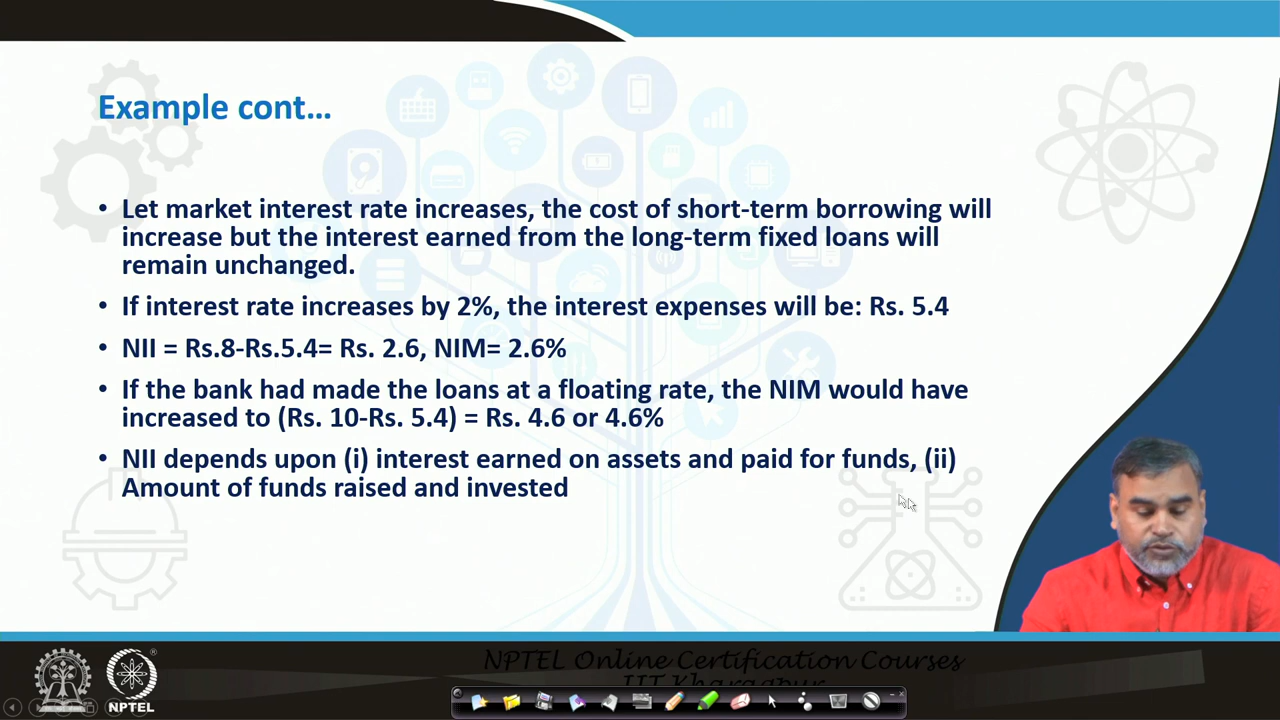 Example cont...
• Let market interest rate increases, the cost of short-term borrowing will
increase but the interest earned from the long-term fixed loans will
remain unchanged.
• If interest rate increases by 2%, the interest expenses will be: Rs. 5.4
• NII = Rs.8-Rs.5.4= Rs. 2.6, NIM= 2.6%
• If the bank had made the loans at a floating rate, the NIM would have
increased to (Rs. 10-Rs. 5.4) = Rs. 4.6 or 4.6%
• NII depends upon (i) interest earned on assets and paid for funds, (ii)
Amount of funds raised and invested
NPTEL Online Certification Courses
IIT Kharagpur
NPTEL